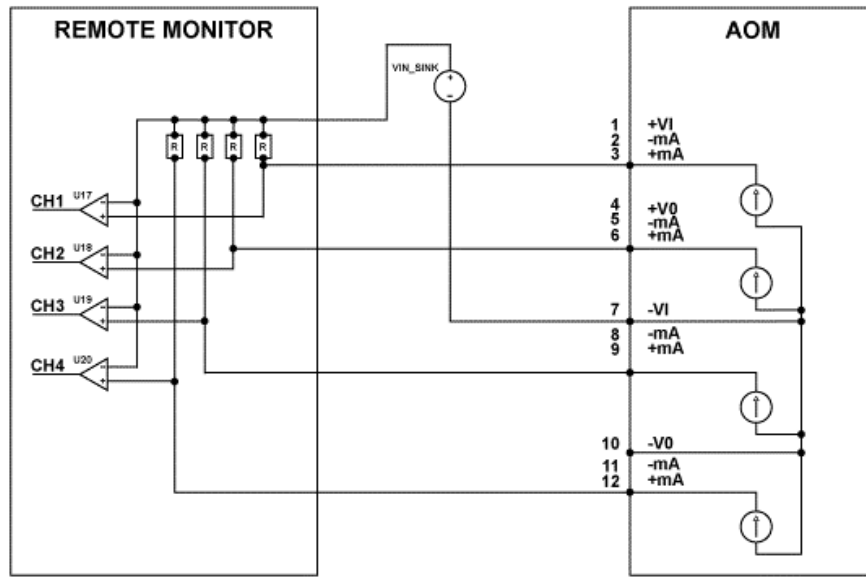 REMOTE MONITOR
AOM
VIN_SINK
+
−
R R R R
1 +VI
2 -mA
3 +mA
CH1 U17
−
+
4 +V0
5 -mA
6 +mA
CH2 U18
−
+
CH3 U19
−
+
7 -VI
8 -mA
9 +mA
CH4 U20
−
+
10 -V0
11 -mA
12 +mA